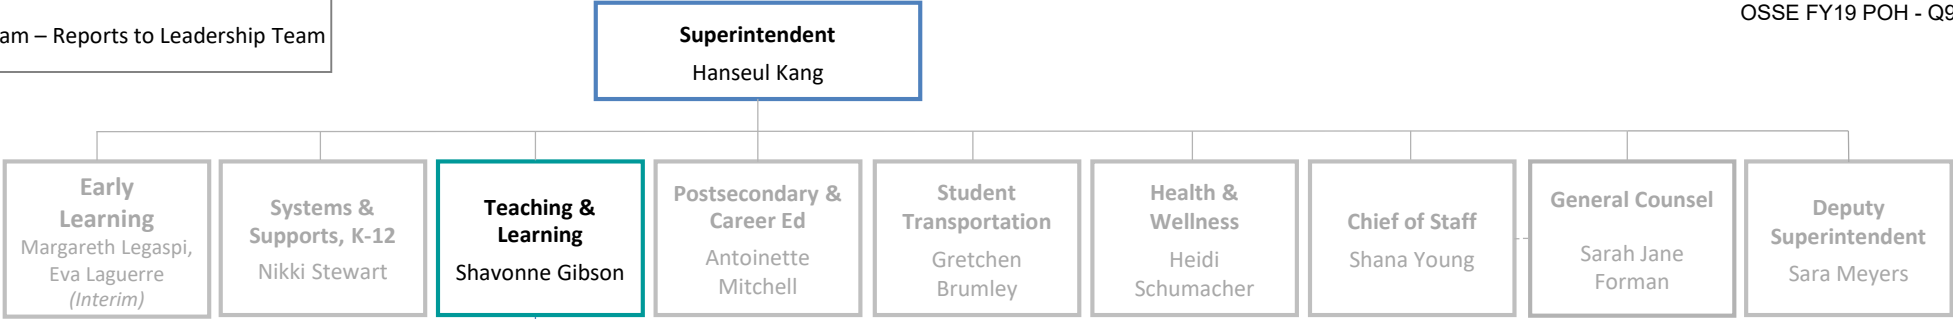 – Reports to Leadership Team
OSSE FY19 POH - Q9
Superintendent
Hanseul Kang
Early
Learning
Margareth Legaspi,
Eva Laguerre
(Interim)
Systems &
Supports, K-12
Nikki Stewart
Teaching &
Learning
Shavonne Gibson
Postsecondary &
Career Ed
Antoinette
Mitchell
Student
Transportation
Gretchen
Brumley
Health &
Wellness
Heidi
Schumacher
Chief of Staff
Shana Young
General Counsel
Sarah Jane
Forman
Deputy
Superintendent
Sara Meyers